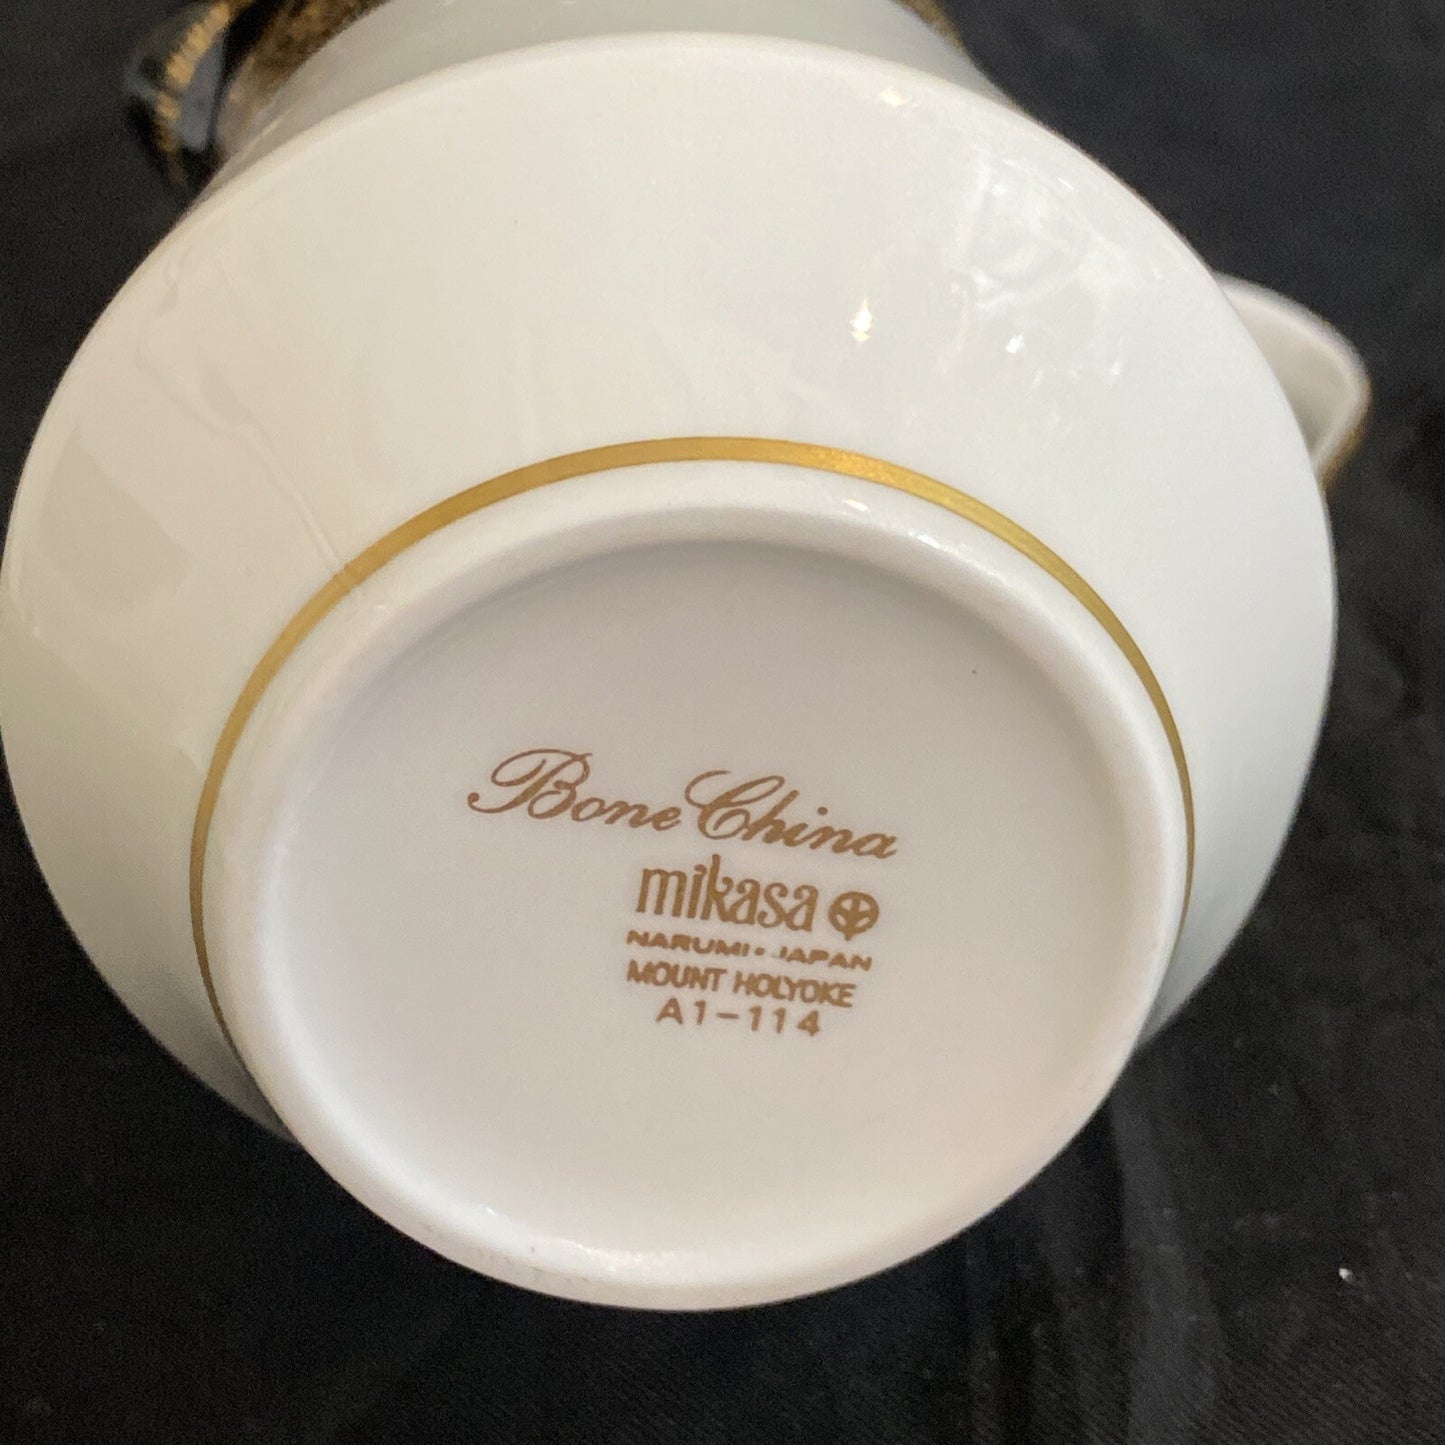 Bone China
mikasa
NARUMI • JAPAN
MOUNT HOLYOKE
A1-114